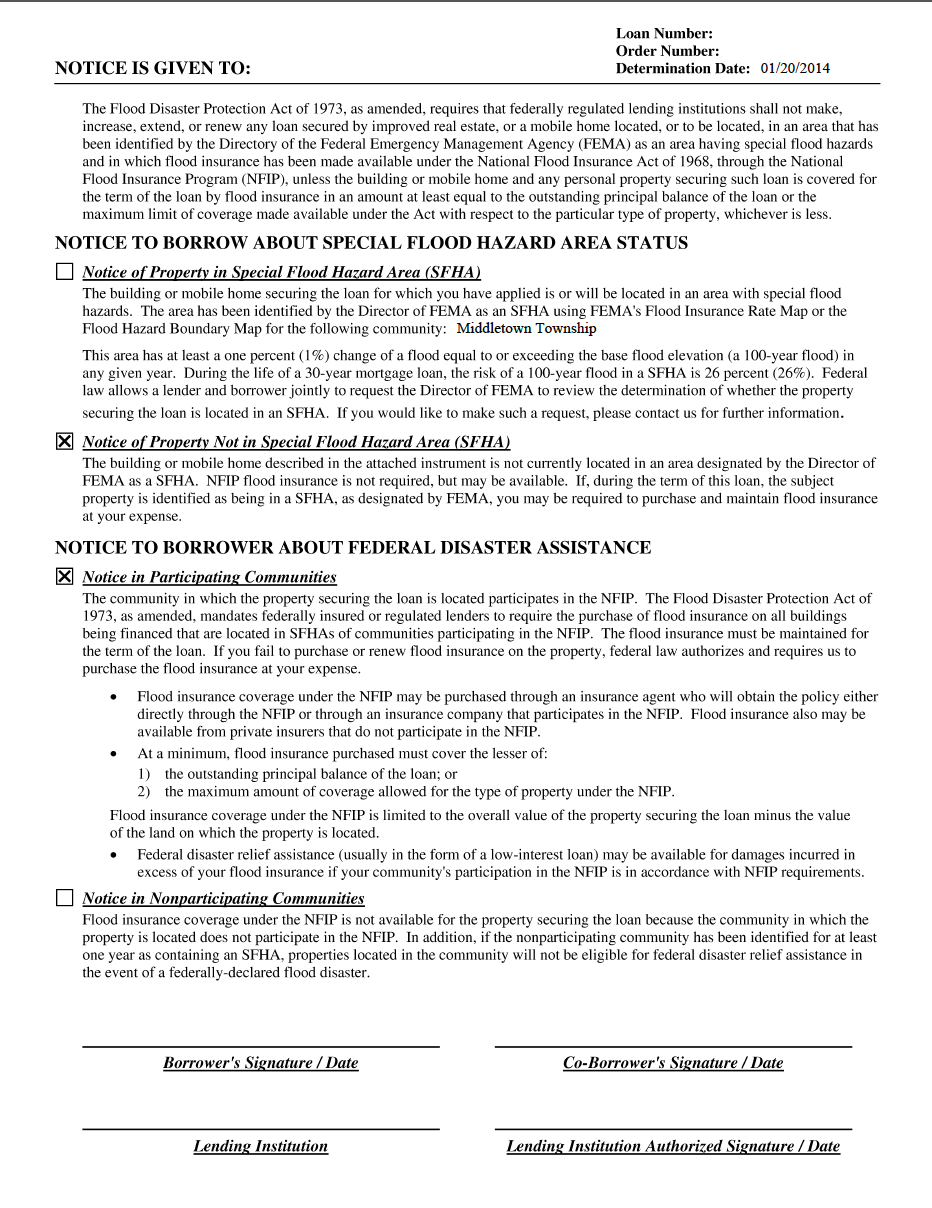 Loan Number:
Order Number:
NOTICE IS GIVEN TO:
Determination Date: 01/20/2014
The Flood Disaster Protection Act of 1973, as amended, requires that federally regulated lending institutions shall not make,
increase, extend, or renew any loan secured by improved real estate, or a mobile home located, or to be located, in an area that has
been identified by the Directory of the Federal Emergency Management Agency (FEMA) as an area having special flood hazards
and in which flood insurance has been made available under the National Flood Insurance Act of 1968, through the National
Flood Insurance Program (NFIP), unless the building or mobile home and any personal property securing such loan is covered for
the term of the loan by flood insurance in an amount at least equal to the outstanding principal balance of the loan or the
maximum limit of coverage made available under the Act with respect to the particular type of property, whichever is less.
NOTICE TO BORROW ABOUT SPECIAL FLOOD HAZARD AREA STATUS
Notice of Property in Special Flood Hazard Area (SFHA)
The building or mobile home securing the loan for which you have applied is or will be located in an area with special flood
hazards. The area has been identified by the Director of FEMA as an SFHA using FEMA's Flood Insurance Rate Map or the
Flood Hazard Boundary Map for the following community: Middletown Township
This area has at least a one percent (1%) change of a flood equal to or exceeding the base flood elevation (a 100-year flood) in
any given year. During the life of a 30-year mortgage loan, the risk of a 100-year flood in a SFHA is 26 percent (26%). Federal
law allows a lender and borrower jointly to request the Director of FEMA to review the determination of whether the property
securing the loan is located in an SFHA. If you would like to make such a request, please contact us for further information.
Notice of Property Not in Special Flood Hazard Area (SFHA)
The building or mobile home described in the attached instrument is not currently located in an area designated by the Director of
FEMA as a SFHA. NFIP flood insurance is not required, but may be available. If, during the term of this loan, the subject
property is identified as being in a SFHA, as designated by FEMA, you may be required to purchase and maintain flood insurance
at your expense.
NOTICE TO BORROWER ABOUT FEDERAL DISASTER ASSISTANCE
Notice in Participating Communities
The community in which the property securing the loan is located participates in the NFIP. The Flood Disaster Protection Act of
1973, as amended, mandates federally insured or regulated lenders to require the purchase of flood insurance on all buildings
being financed that are located in SFHAs of communities participating in the NFIP. The flood insurance must be maintained for
the term of the loan. If you fail to purchase or renew flood insurance on the property, federal law authorizes and requires us to
purchase the flood insurance at your expense.
• Flood insurance coverage under the NFIP may be purchased through an insurance agent who will obtain the policy either
directly through the NFIP or through an insurance company that participates in the NFIP. Flood insurance also may be
available from private insurers that do not participate in the NFIP.
• At a minimum, flood insurance purchased must cover the lesser of:
1) the outstanding principal balance of the loan; or
2) the maximum amount of coverage allowed for the type of property under the NFIP.
Flood insurance coverage under the NFIP is limited to the overall value of the property securing the loan minus the value
of the land on which the property is located.
• Federal disaster relief assistance (usually in the form of a low-interest loan) may be available for damages incurred in
excess of your flood insurance if your community's participation in the NFIP is in accordance with NFIP requirements.
Notice in Nonparticipating Communities
Flood insurance coverage under the NFIP is not available for the property securing the loan because the community in which the
property is located does not participate in the NFIP. In addition, if the nonparticipating community has been identified for at least
one year as containing an SFHA, properties located in the community will not be eligible for federal disaster relief assistance in
the event of a federally-declared flood disaster.
Borrower's Signature / Date
Co-Borrower's Signature / Date
Lending Institution
Lending Institution Authorized Signature / Date